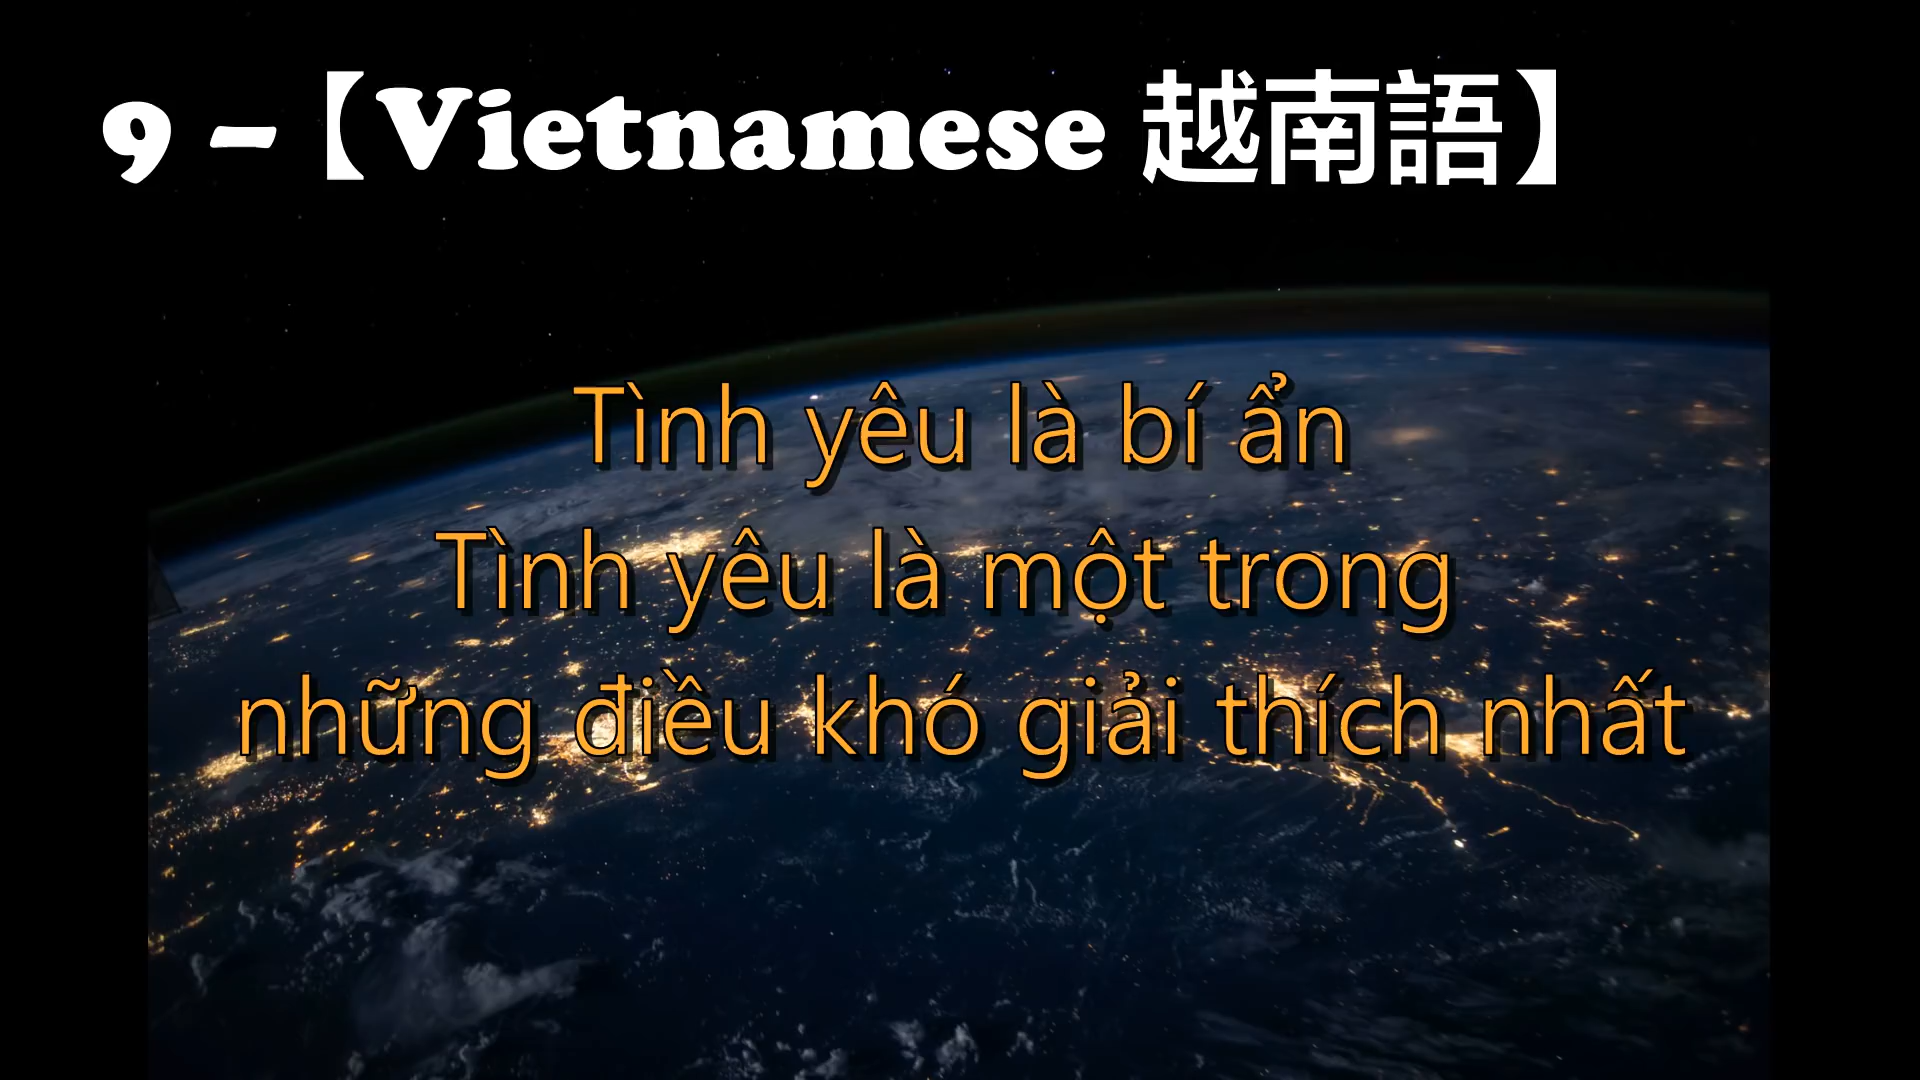 9 –【Vietnamese 越南語】
Tình yêu là bí ẩn
Tình yêu là một trong
những điều khó giải thích nhất